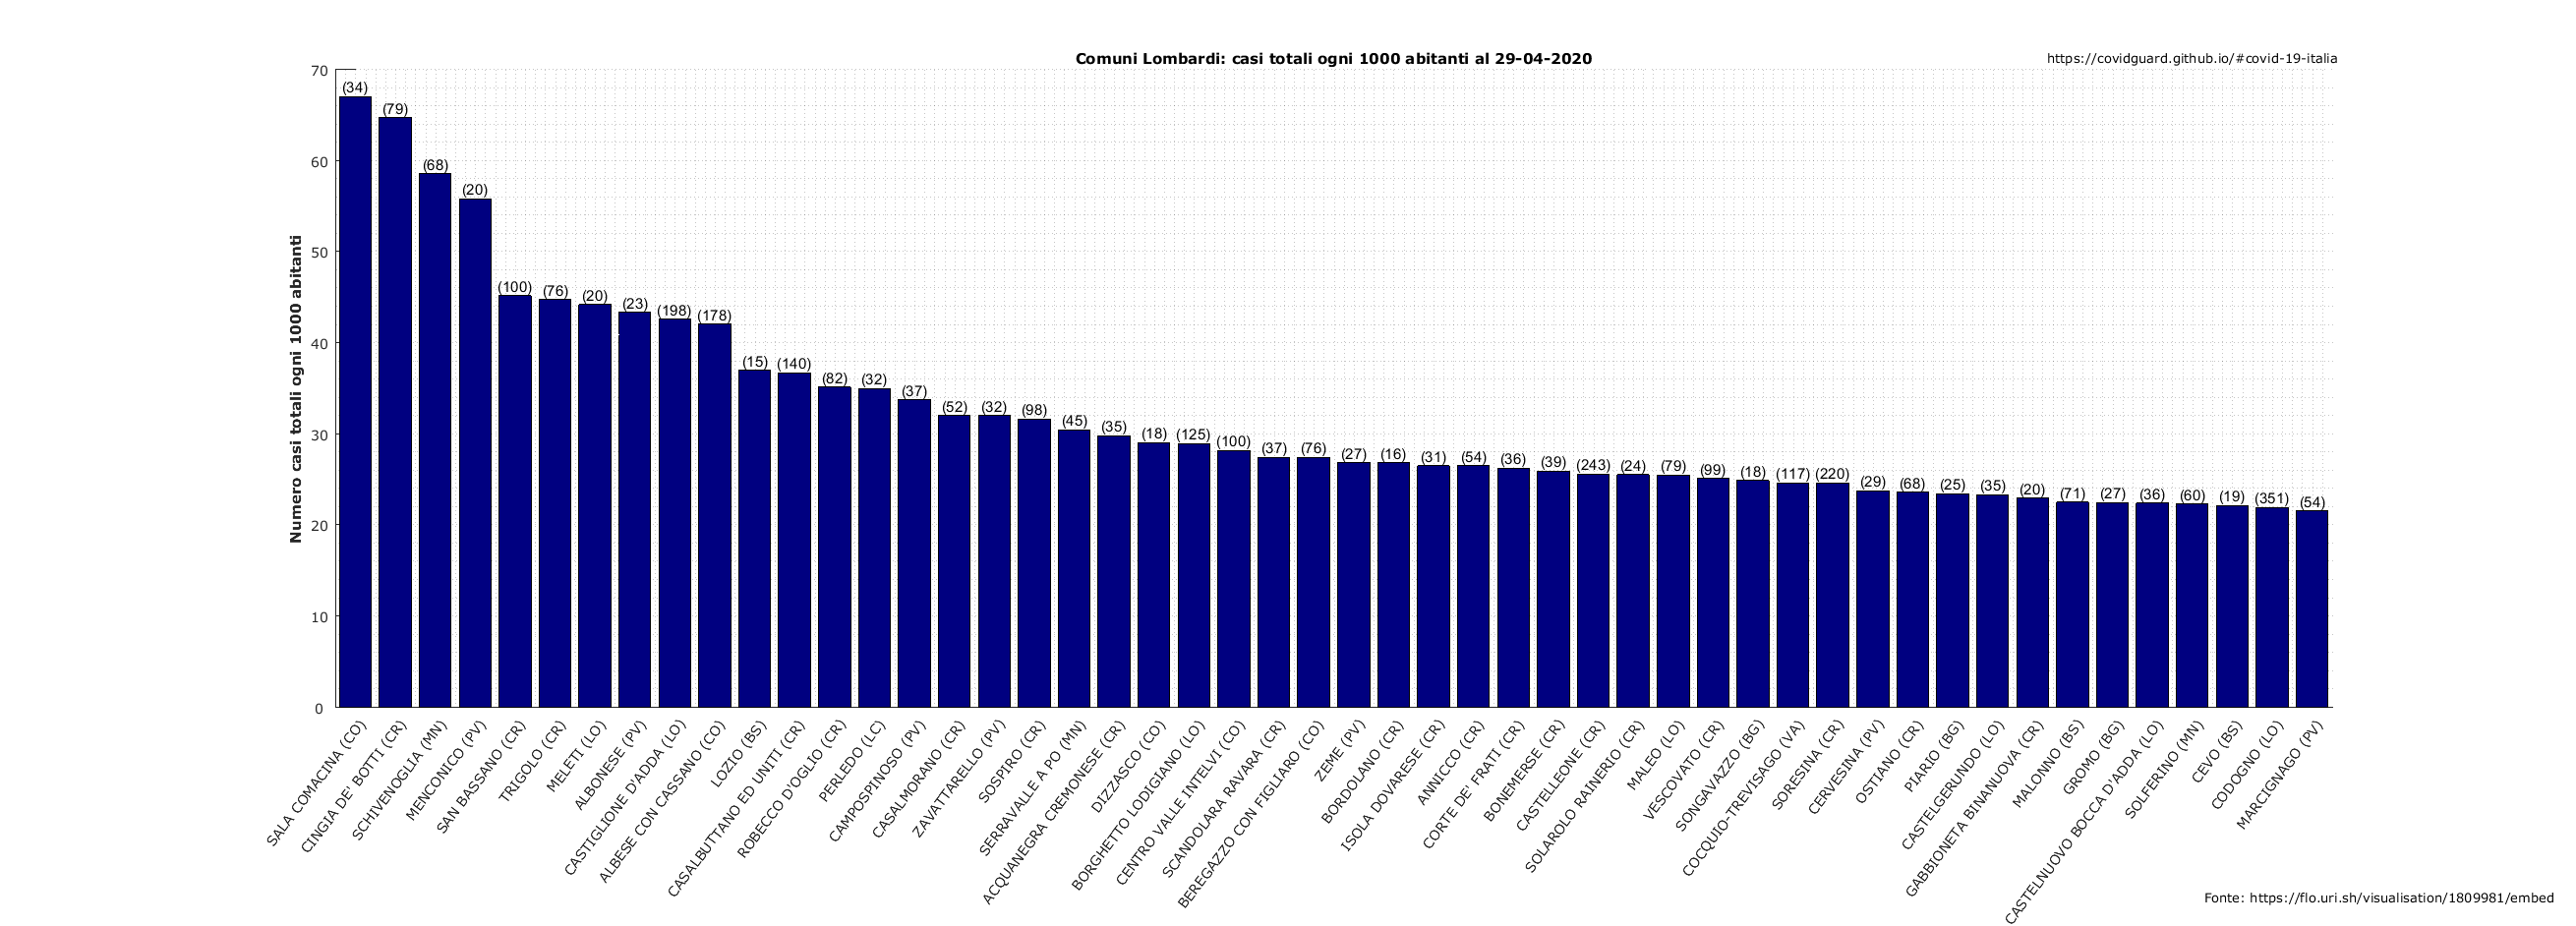 Comuni Lombardi: casi totali ogni 1000 abitanti al 29-04-2020
https://covidguard.github.io/#covid-19-italia
Numero casi totali ogni 1000 abitanti
70
60
50
40
30
20
10
0
(34)
(79)
(68)
(20)
(100)
(76)
(20)
(23)
(198)
(178)
(15)
(140)
(82)
(32)
(37)
(52)
(32)
(98)
(45)
(35)
(18)
(125)
(100)
(37)
(76)
(27)
(16)
(31)
(54)
(36)
(39)
(243)
(24)
(79)
(99)
(18)
(117)
(220)
(29)
(68)
(25)
(35)
(20)
(71)
(27)
(36)
(60)
(19)
(351)
(54)
SALA COMACINA (CO)
CINGIA DE' BOTTI (CR)
SCHIVENOGLIA (MN)
MENCONICO (PV)
SAN BASSANO (CR)
TRIGOLO (CR)
MELETI (LO)
ALBONESE (PV)
CASTIGLIONE D'ADDA (LO)
ALBESE CON CASSANO (CO)
LOZIO (BS)
CASALBUTTANO ED UNITI (CR)
ROBECCO D'OGLIO (CR)
PERLEDO (LC)
CAMPOSPINOSO (PV)
CASALMORANO (CR)
ZAVATTARELLO (PV)
SOSPIRO (CR)
SERRAVALLE A PO (MN)
ACQUANEGRA CREMONESE (CR)
DIZZASCO (CO)
BORGHETTO LODIGIANO (LO)
CENTRO VALLE INTELVI (CO)
SCANDOLARA RAVARA (CR)
BEREGAZZO CON FIGLIARO (CO)
ZEME (PV)
BORDOLANO (CR)
ISOLA DOVARESE (CR)
ANNICCO (CR)
CORTE DE' FRATI (CR)
BONEMERSE (CR)
CASTELLEONE (CR)
SOLAROLO RAINERIO (CR)
MALEO (LO)
VESCOVATO (CR)
SONGAVAZZO (BG)
COCQUIO-TREVISAGO (VA)
SORESINA (CR)
CERVESINA (PV)
OSTIANO (CR)
PIARIO (BG)
CASTELGERUNDO (LO)
GABBIONETA BINANUOVA (CR)
MALONNO (BS)
GROMO (BG)
CASTELNUOVO BOCCA D'ADDA (LO)
SOLFERINO (MN)
CEVO (BS)
CODOGNO (LO)
MARCIGNAGO (PV)
Fonte: https://flo.uri.sh/visualisation/1809981/embed